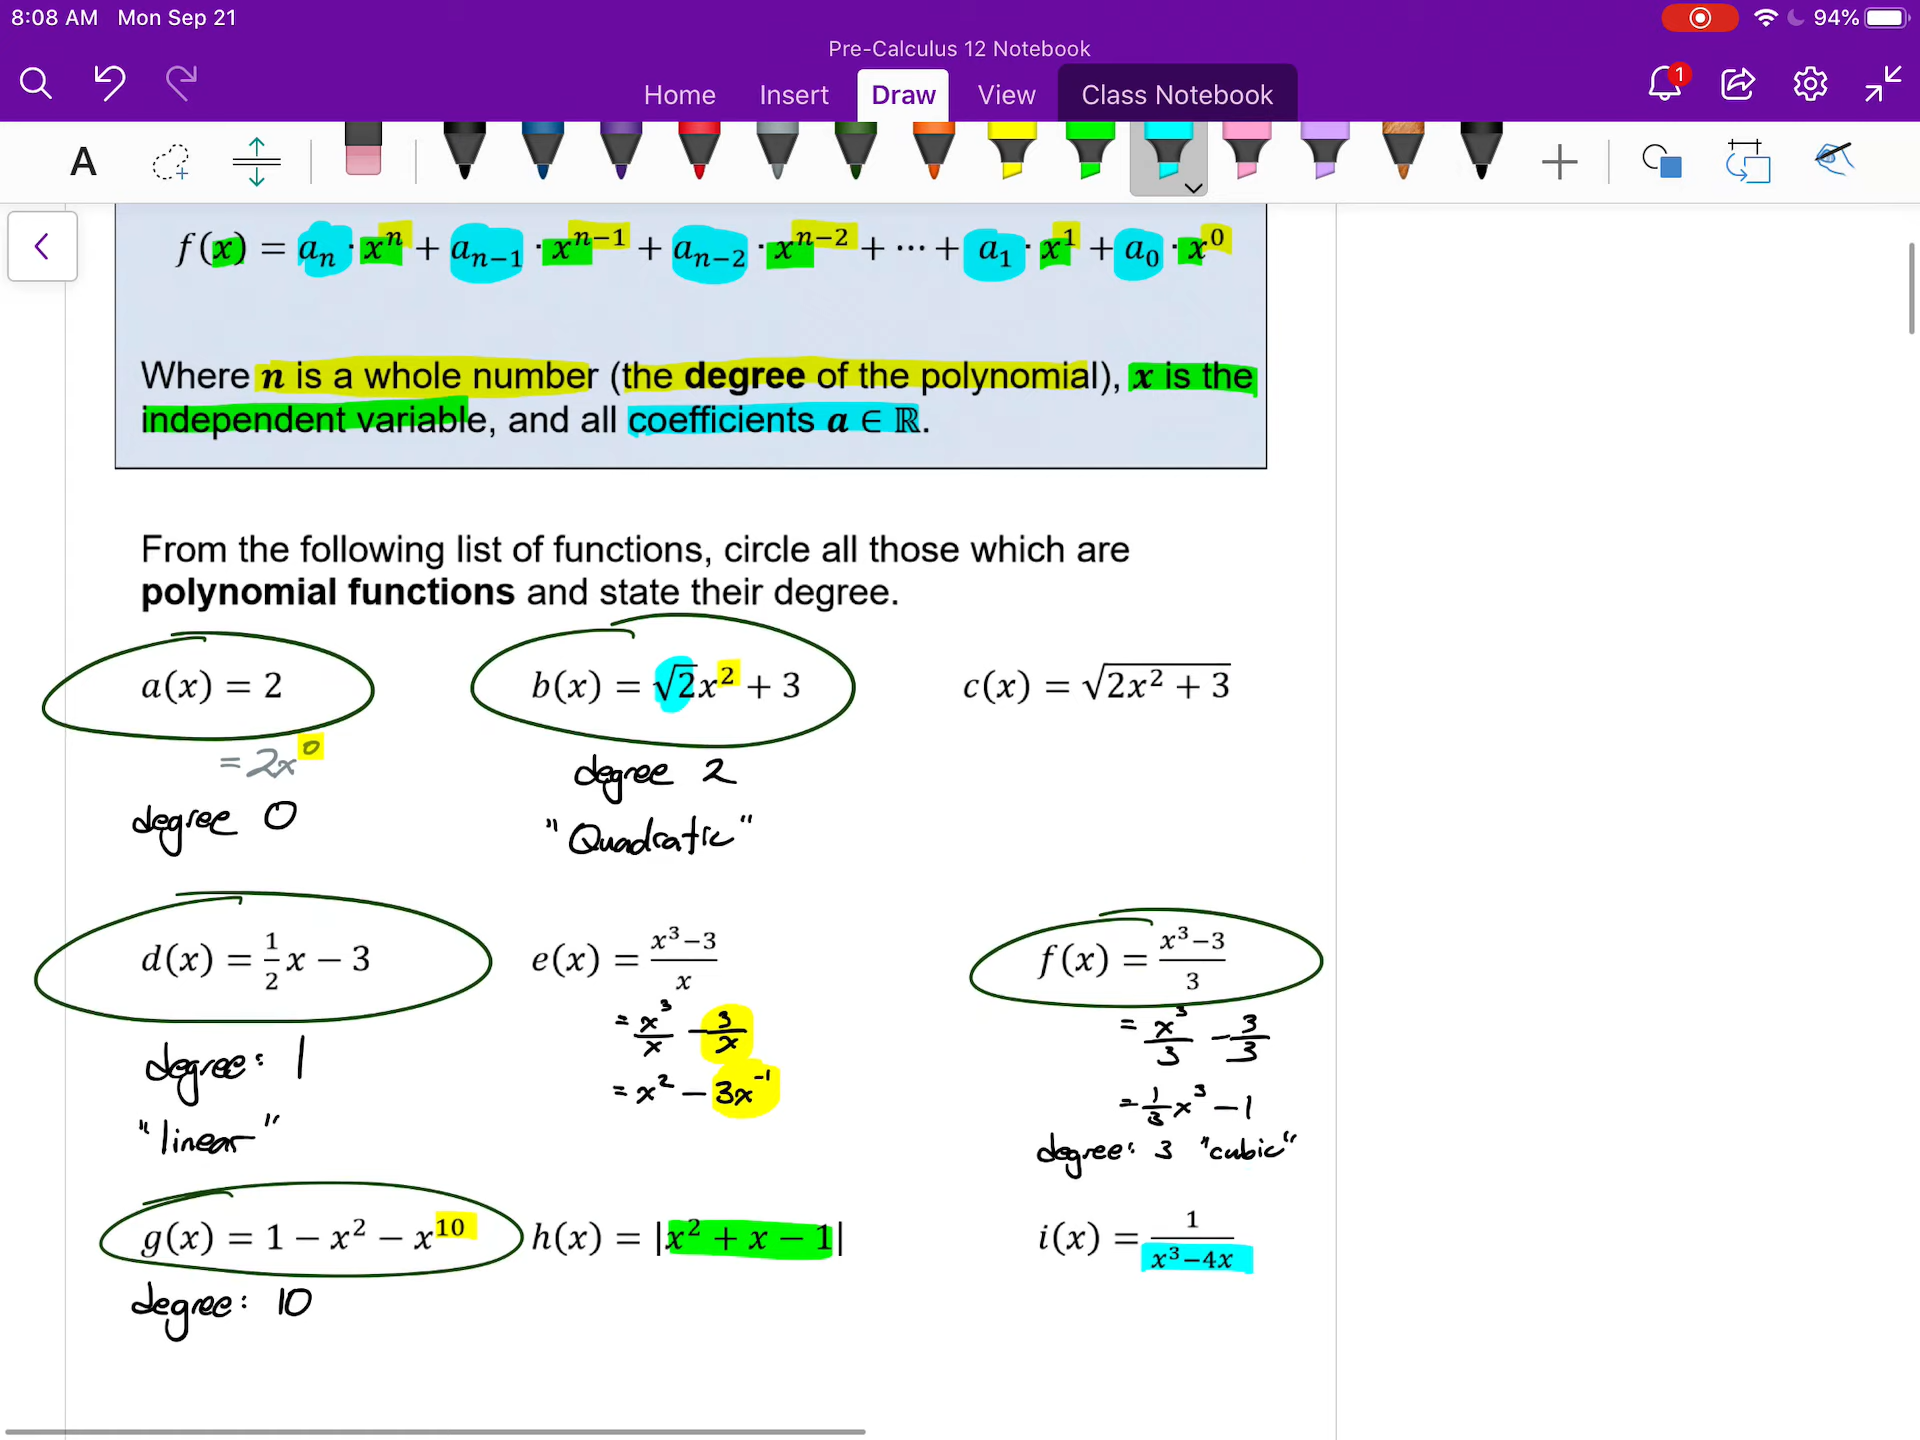 8:08 AM Mon Sep 21 94%
Pre-Calculus 12 Notebook
1
Home Insert Draw View Class Notebook
A
f(x) = aₙ · xⁿ + aₙ₋₁ · xⁿ⁻¹ + aₙ₋₂ · xⁿ⁻² + ⋯ + a₁ · x¹ + a₀ · x⁰
Where n is a whole number (the degree of the polynomial), x is the
independent variable, and all coefficients a ∈ ℝ.
From the following list of functions, circle all those which are
polynomial functions and state their degree.
a(x) = 2 b(x) = √2x² + 3 c(x) = √(2x² + 3)
= 2x⁰
degree 2
degree 0
"Quadratic"
d(x) = 1/2 x − 3 e(x) = (x³−3)/x f(x) = (x³−3)/3
= x³/x − 3/x = x³/3 − 3/3
degree: 1
= x² − 3x⁻¹ = 1/3 x³ − 1
"linear" degree: 3 "cubic"
g(x) = 1 − x² − x¹⁰ h(x) = |x² + x − 1| i(x) = 1/(x³−4x)
degree: 10